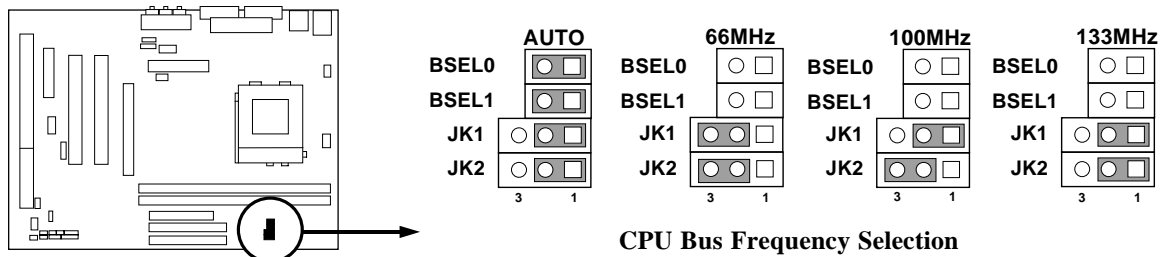 AUTO 66MHz 100MHz 133MHz
BSEL0 BSEL0 BSEL0 BSEL0
BSEL1 BSEL1 BSEL1 BSEL1
JK1 JK1 JK1 JK1
JK2 JK2 JK2 JK2
3 1 3 1 3 1 3 1
CPU Bus Frequency Selection